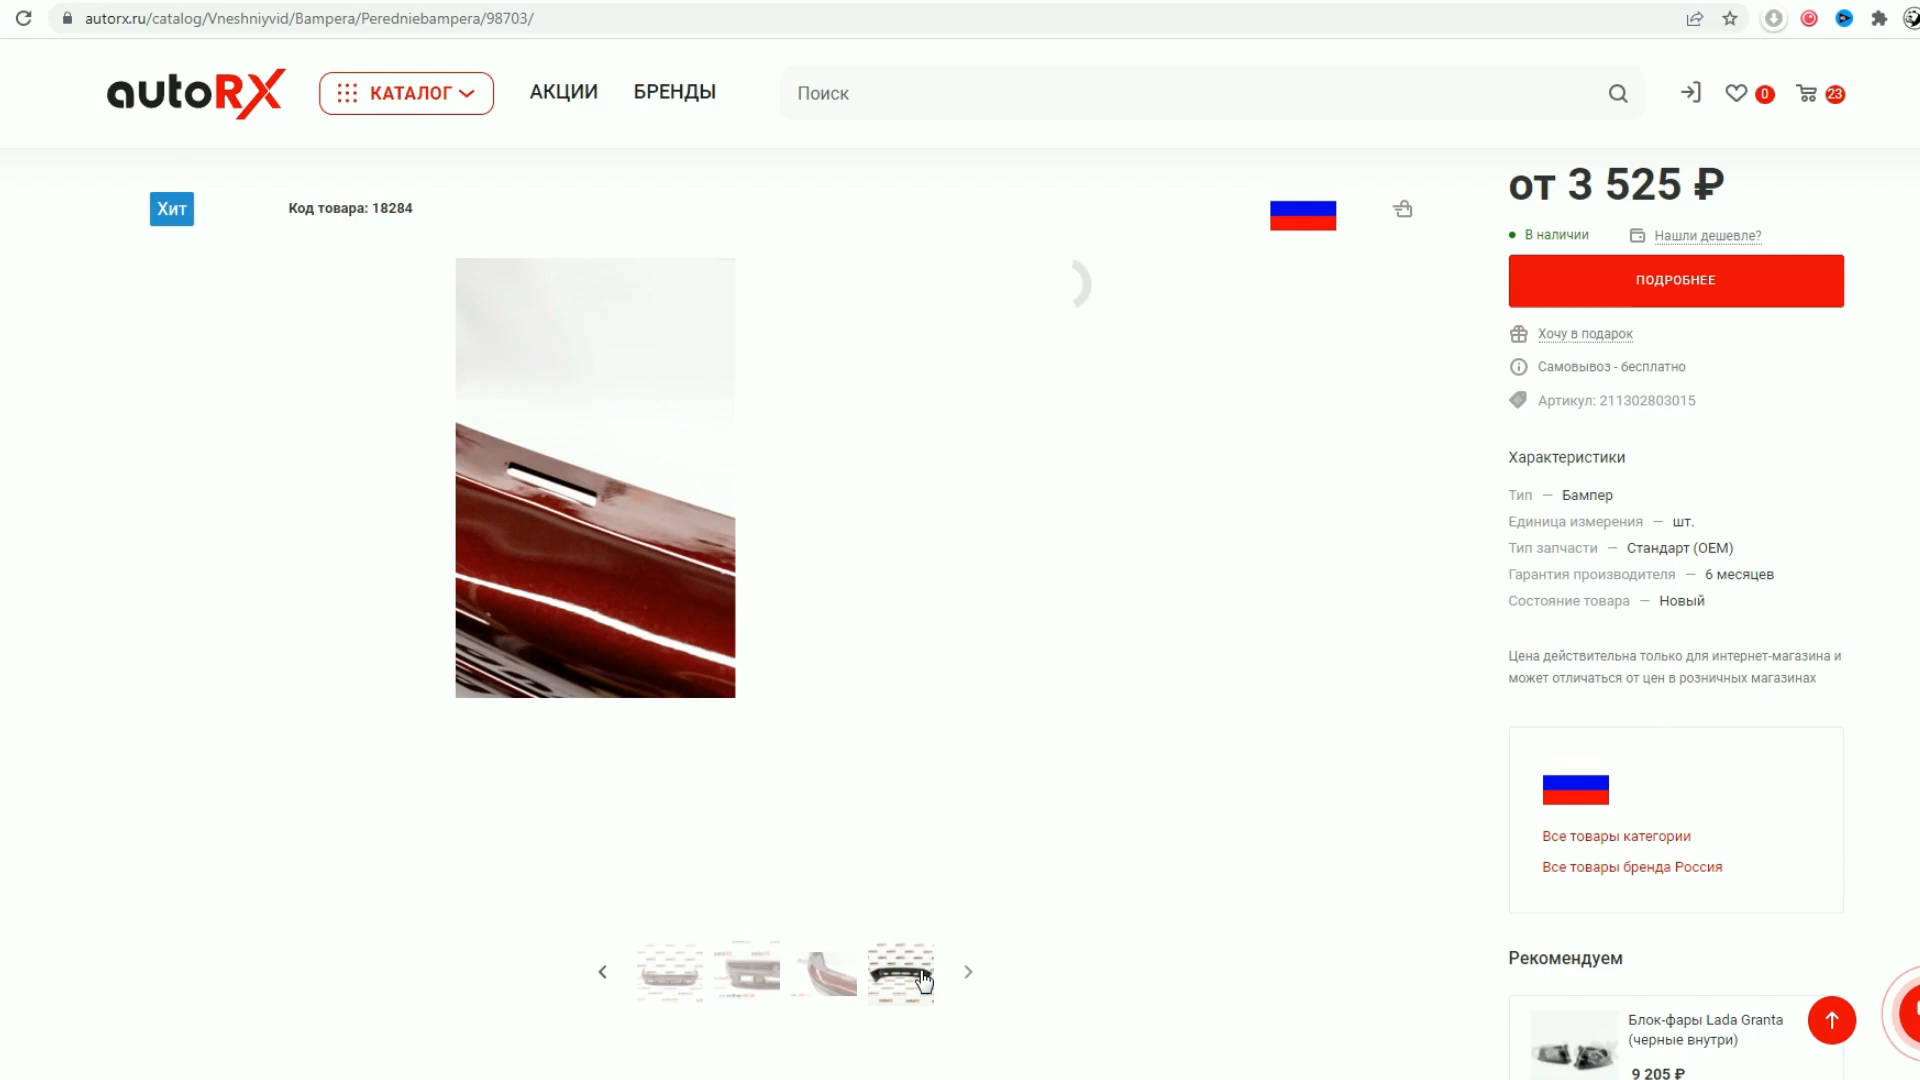 autorx.ru/catalog/Vneshniyvid/Bampera/Peredniebampera/98703/
autoRX
КАТАЛОГ
АКЦИИ
БРЕНДЫ
Поиск
0
23
Хит
Код товара: 18284
от 3 525 ₽
В наличии
Нашли дешевле?
ПОДРОБНЕЕ
Хочу в подарок
Самовывоз - бесплатно
Артикул: 211302803015
Характеристики
Тип — Бампер
Единица измерения — шт.
Тип запчасти — Стандарт (OEM)
Гарантия производителя — 6 месяцев
Состояние товара — Новый
Цена действительна только для интернет-магазина и
может отличаться от цен в розничных магазинах
Все товары категории
Все товары бренда Россия
Рекомендуем
Блок-фары Lada Granta
(черные внутри)
9 205 ₽